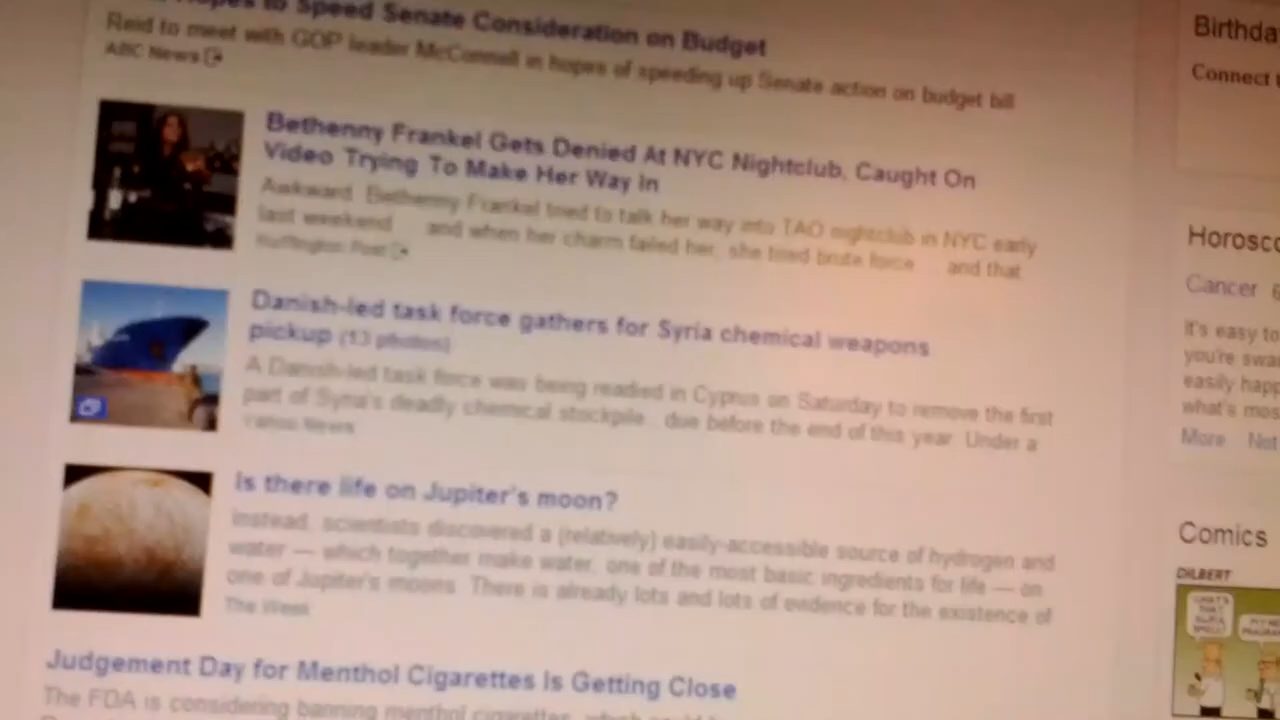 Hopes to Speed Senate Consideration on Budget
Reid to meet with GOP leader McConnell in hopes of speeding up Senate action on budget bill
ABC News
Bethenny Frankel Gets Denied At NYC Nightclub, Caught On
Video Trying To Make Her Way In
Awkward. Bethenny Frankel tried to talk her way into TAO nightclub in NYC early
last weekend and when her charm failed her, she tried brute force and that
Huffington Post
Danish-led task force gathers for Syria chemical weapons
pickup (13 photos)
A Danish-led task force was being readied in Cyprus on Saturday to remove the first
part of Syria's deadly chemical stockpile, due before the end of this year. Under a
Yahoo News
Is there life on Jupiter's moon?
Instead, scientists discovered a (relatively) easily-accessible source of hydrogen and
water — which together make water, one of the most basic ingredients for life — on
one of Jupiter's moons. There is already lots and lots of evidence for the existence of
The Week
Judgement Day for Menthol Cigarettes Is Getting Close
The FDA is considering banning menthol cigarettes, which could
Birthda
Connect
Horosco
Cancer
It's easy to
you're swa
easily happ
what's mos
More Not
Comics
DILBERT
WHAT'S
THAT